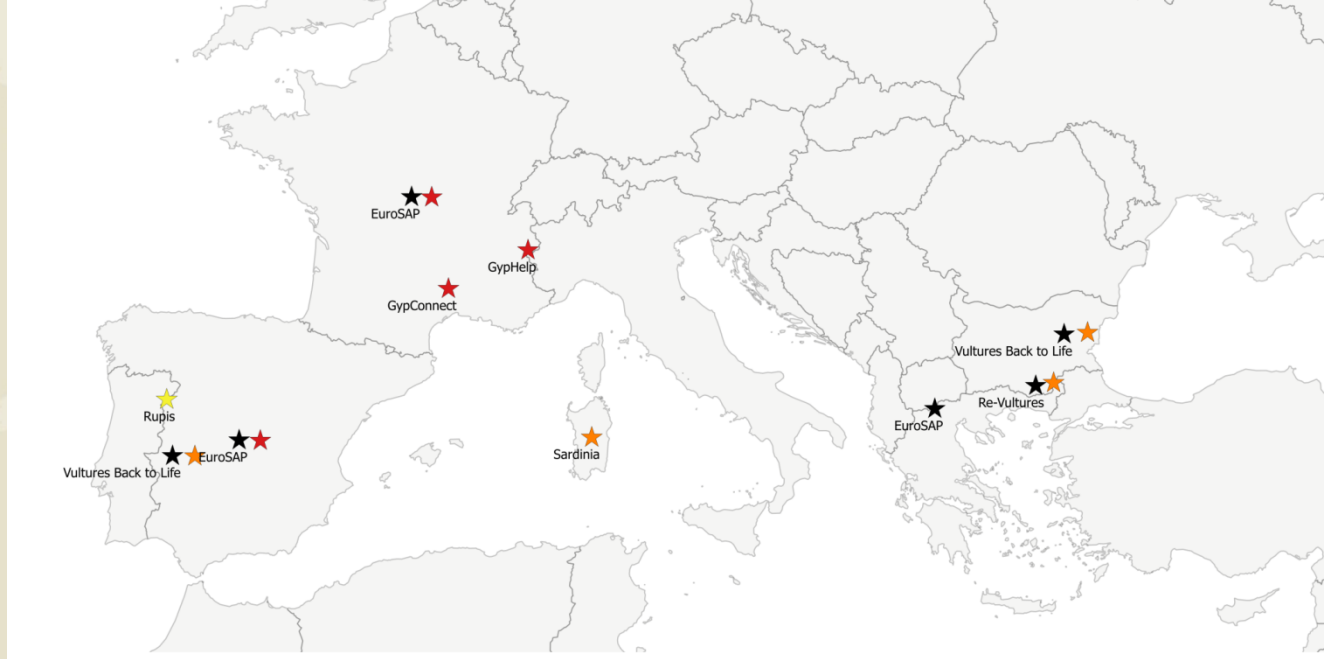 EuroSAP
GypHelp
GypConnect
Vultures Back to Life
Re-Vultures
EuroSAP
Rupis
Sardinia
EuroSAP
Vultures Back to Life